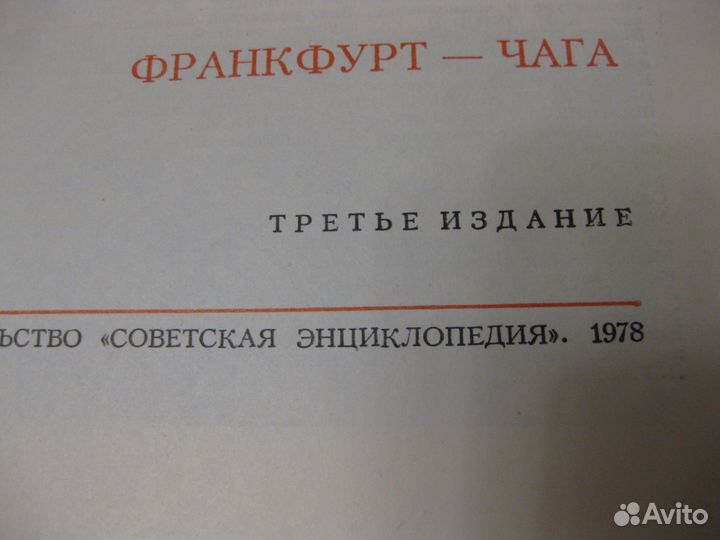 ФРАНКФУРТ — ЧАГА
ТРЕТЬЕ ИЗДАНИЕ
ЬСТВО «СОВЕТСКАЯ ЭНЦИКЛОПЕДИЯ». 1978
Avito